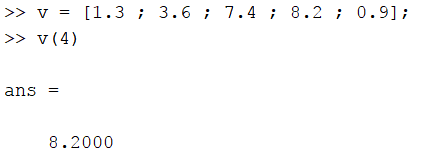 >> v = [1.3 ; 3.6 ; 7.4 ; 8.2 ; 0.9];
>> v(4)
ans =
8.2000